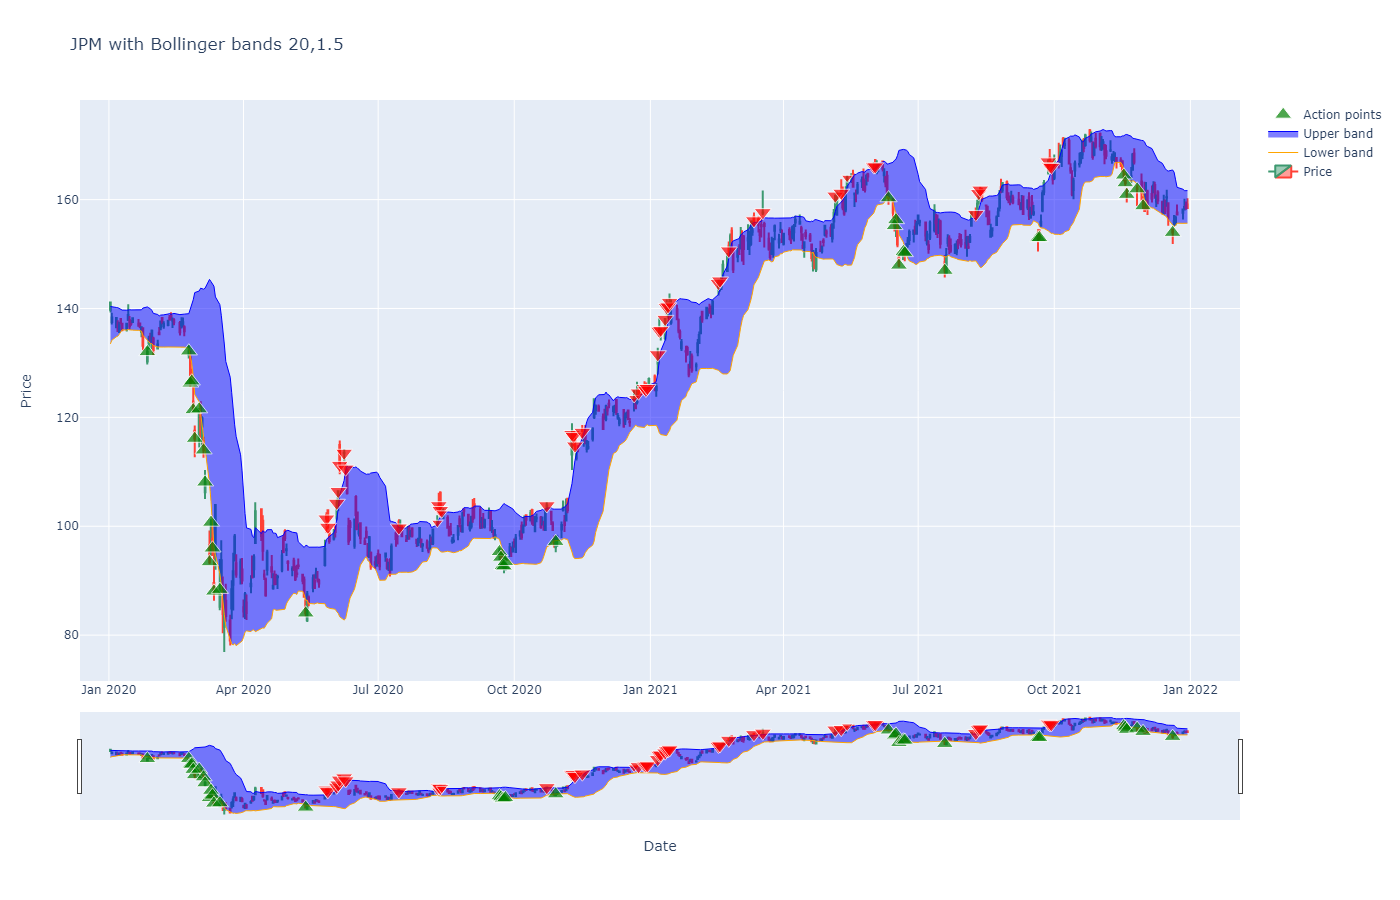 JPM with Bollinger bands 20,1.5
Action points
Upper band
Lower band
Price
Price
160
140
120
100
80
Jan 2020 Apr 2020 Jul 2020 Oct 2020 Jan 2021 Apr 2021 Jul 2021 Oct 2021 Jan 2022
Date